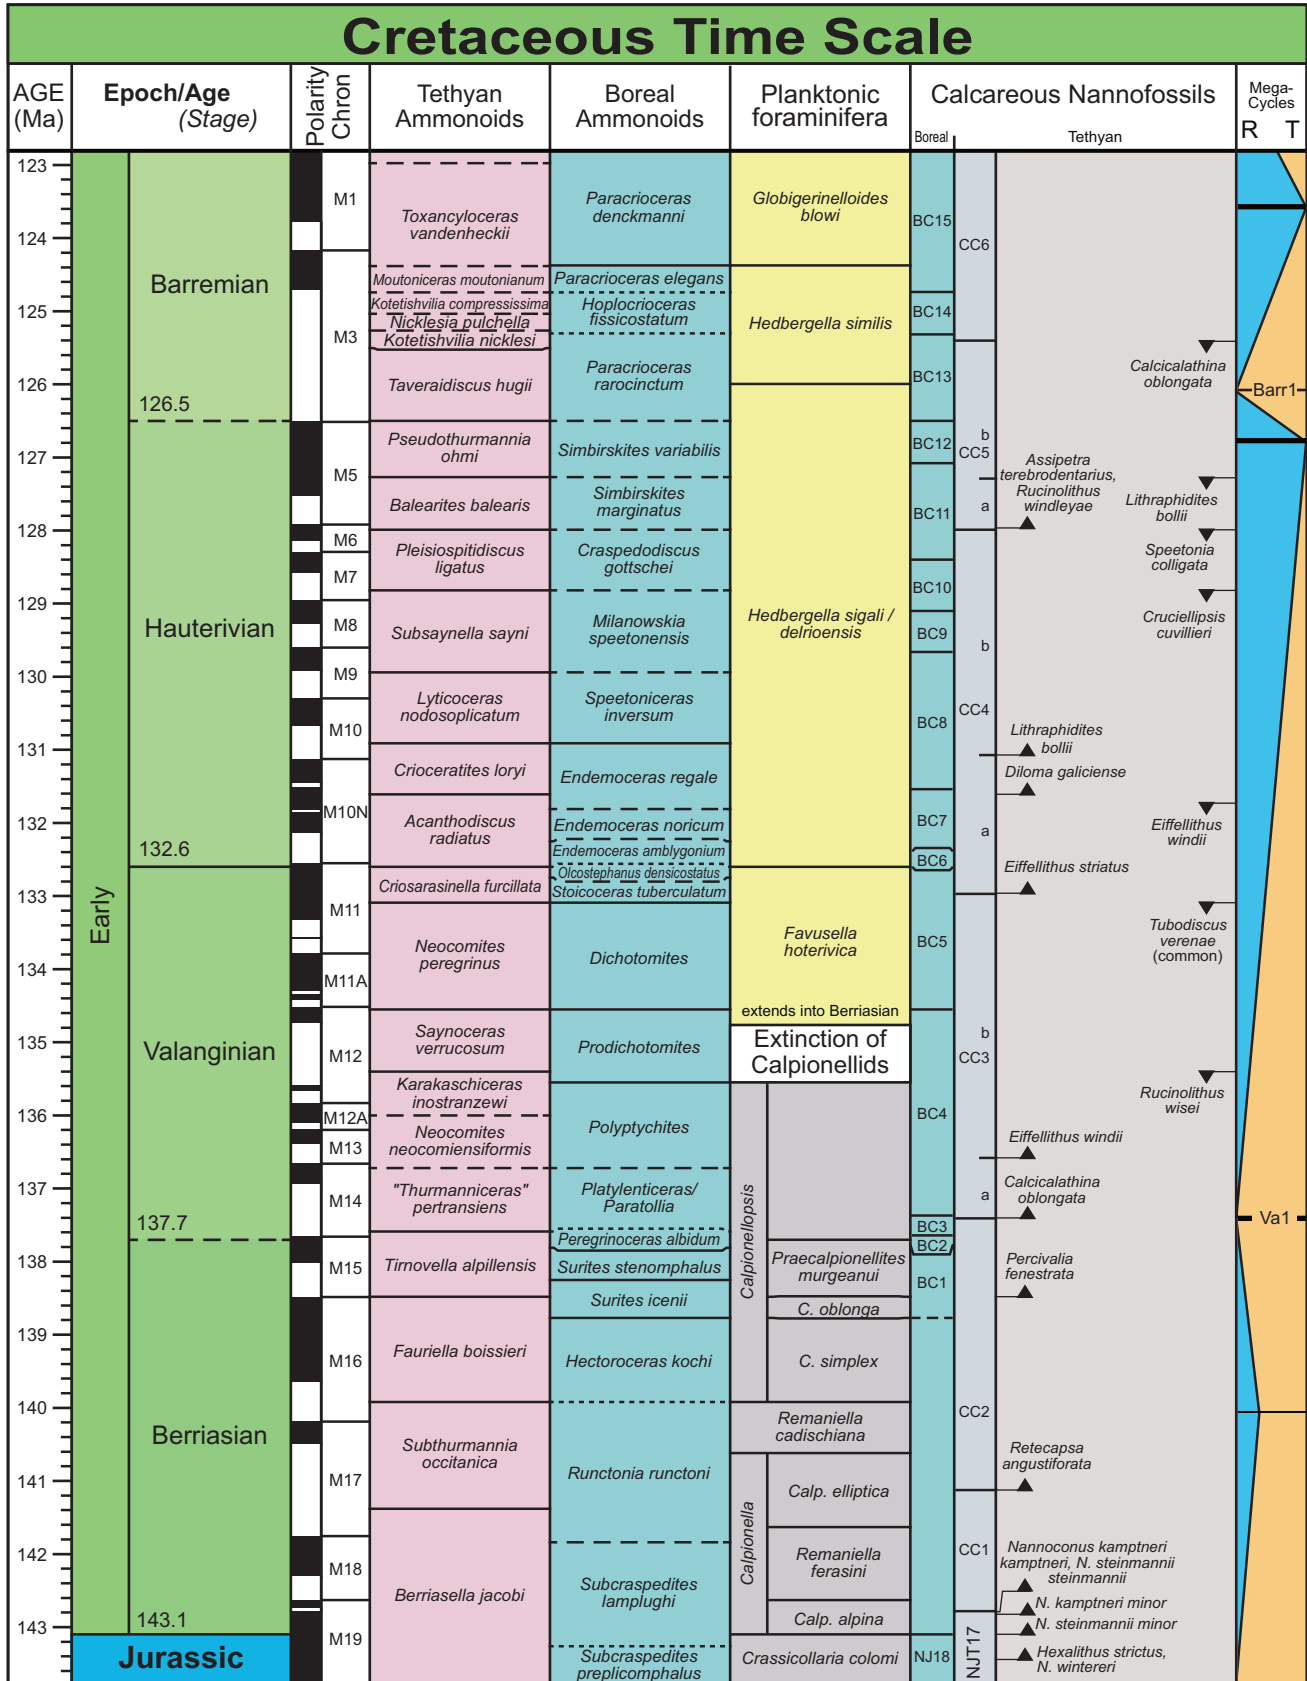 Cretaceous Time Scale
AGE
(Ma)
Epoch/Age
(Stage)
Polarity
Chron
Tethyan
Ammonoids
Boreal
Ammonoids
Planktonic
foraminifera
Calcareous Nannofossils
Boreal
Tethyan
Mega-
Cycles
R T
123
124
125
126
127
128
129
130
131
132
133
134
135
136
137
138
139
140
141
142
143
Early
Barremian
126.5
Hauterivian
132.6
Valanginian
137.7
Berriasian
143.1
Jurassic
M1
M3
M5
M6
M7
M8
M9
M10
M10N
M11
M11A
M12
M12A
M13
M14
M15
M16
M17
M18
M19
Toxancyloceras
vandenheckii
Moutoniceras moutonianum
Kotetishvilia compressissima
Nicklesia pulchella
Kotetishvilia nicklesi
Taveraidiscus hugii
Pseudothurmannia
ohmi
Balearites balearis
Pleisiospitidiscus
ligatus
Subsaynella sayni
Lyticoceras
nodosoplicatum
Crioceratites loryi
Acanthodiscus
radiatus
Criosarasinella furcillata
Neocomites
peregrinus
Saynoceras
verrucosum
Karakaschiceras
inostranzewi
Neocomites
neocomiensiformis
"Thurmanniceras"
pertransiens
Tirnovella alpillensis
Fauriella boissieri
Subthurmannia
occitanica
Berriasella jacobi
Paracrioceras
denckmanni
Paracrioceras elegans
Hoplocrioceras
fissicostatum
Paracrioceras
rarocinctum
Simbirskites variabilis
Simbirskites
marginatus
Craspedodiscus
gottschei
Milanowskia
speetonensis
Speetoniceras
inversum
Endemoceras regale
Endemoceras noricum
Endemoceras amblygonium
Olcostephanus densicostatus
Stoicoceras tuberculatum
Dichotomites
Prodichotomites
Polyptychites
Platylenticeras/
Paratollia
Peregrinoceras albidum
Surites stenomphalus
Surites icenii
Hectoroceras kochi
Runctonia runctoni
Subcraspedites
lamplughi
Subcraspedites
preplicomphalus
Globigerinelloides
blowi
Hedbergella similis
Hedbergella sigali /
delrioensis
Favusella
hoterivica
extends into Berriasian
Extinction of
Calpionellids
Calpionellopsis
Praecalpionellites
murgeanui
C. oblonga
C. simplex
Remaniella
cadischiana
Calpionella
Calp. elliptica
Remaniella
ferasini
Calp. alpina
Crassicollaria colomi
BC15
BC14
BC13
BC12
BC11
BC10
BC9
BC8
BC7
BC6
BC5
BC4
BC3
BC2
BC1
NJ18
CC6
b
CC5
a
b
CC4
a
b
CC3
a
CC2
CC1
NJT17
Calcicalathina
oblongata
Assipetra
terebrodentarius,
Rucinolithus
windleyae
Lithraphidites
bollii
Speetonia
colligata
Cruciellipsis
cuvillieri
Lithraphidites
bollii
Diloma galiciense
Eiffellithus
windii
Eiffellithus striatus
Tubodiscus
verenae
(common)
Rucinolithus
wisei
Eiffellithus windii
Calcicalathina
oblongata
Percivalia
fenestrata
Retecapsa
angustiforata
Nannoconus kamptneri
kamptneri, N. steinmannii
steinmannii
N. kamptneri minor
N. steinmannii minor
Hexalithus strictus,
N. wintereri
Barr1
Va1